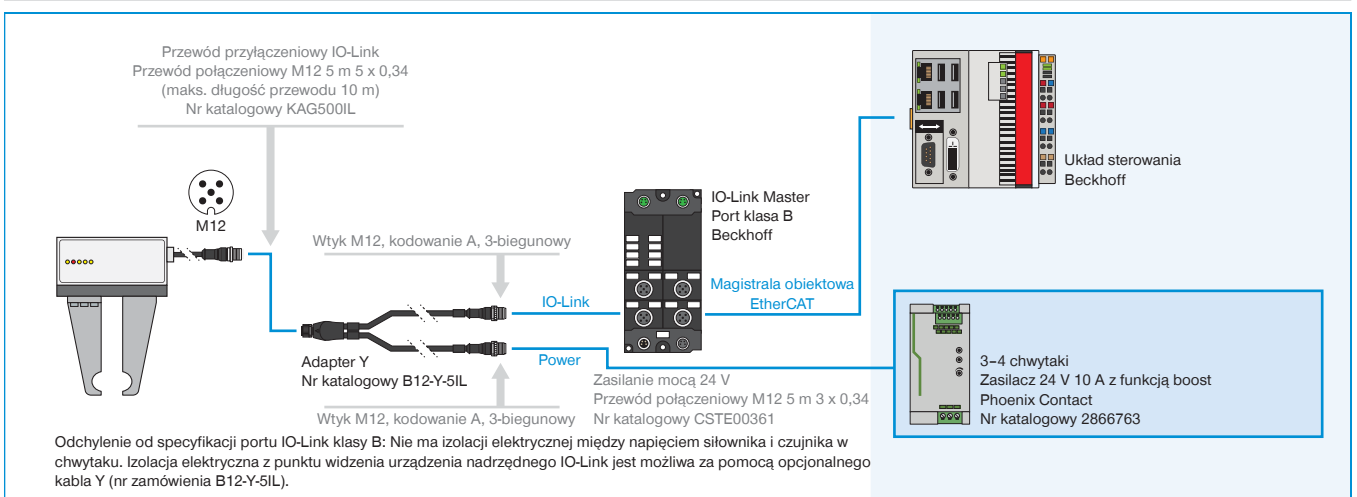 Przewód przyłączeniowy IO-Link
Przewód połączeniowy M12 5 m 5 x 0,34
(maks. długość przewodu 10 m)
Nr katalogowy KAG500IL
M12
Wtyk M12, kodowanie A, 3-biegunowy
IO-Link Master
Port klasa B
Beckhoff
Układ sterowania
Beckhoff
IO-Link
Magistrala obiektowa
EtherCAT
Adapter Y
Nr katalogowy B12-Y-5IL
Power
Zasilanie mocą 24 V
Przewód połączeniowy M12 5 m 3 x 0,34
Nr katalogowy CSTE00361
Wtyk M12, kodowanie A, 3-biegunowy
3–4 chwytaki
Zasilacz 24 V 10 A z funkcją boost
Phoenix Contact
Nr katalogowy 2866763
Odchylenie od specyfikacji portu IO-Link klasy B: Nie ma izolacji elektrycznej między napięciem siłownika i czujnika w
chwytaku. Izolacja elektryczna z punktu widzenia urządzenia nadrzędnego IO-Link jest możliwa za pomocą opcjonalnego
kabla Y (nr zamówienia B12-Y-5IL).